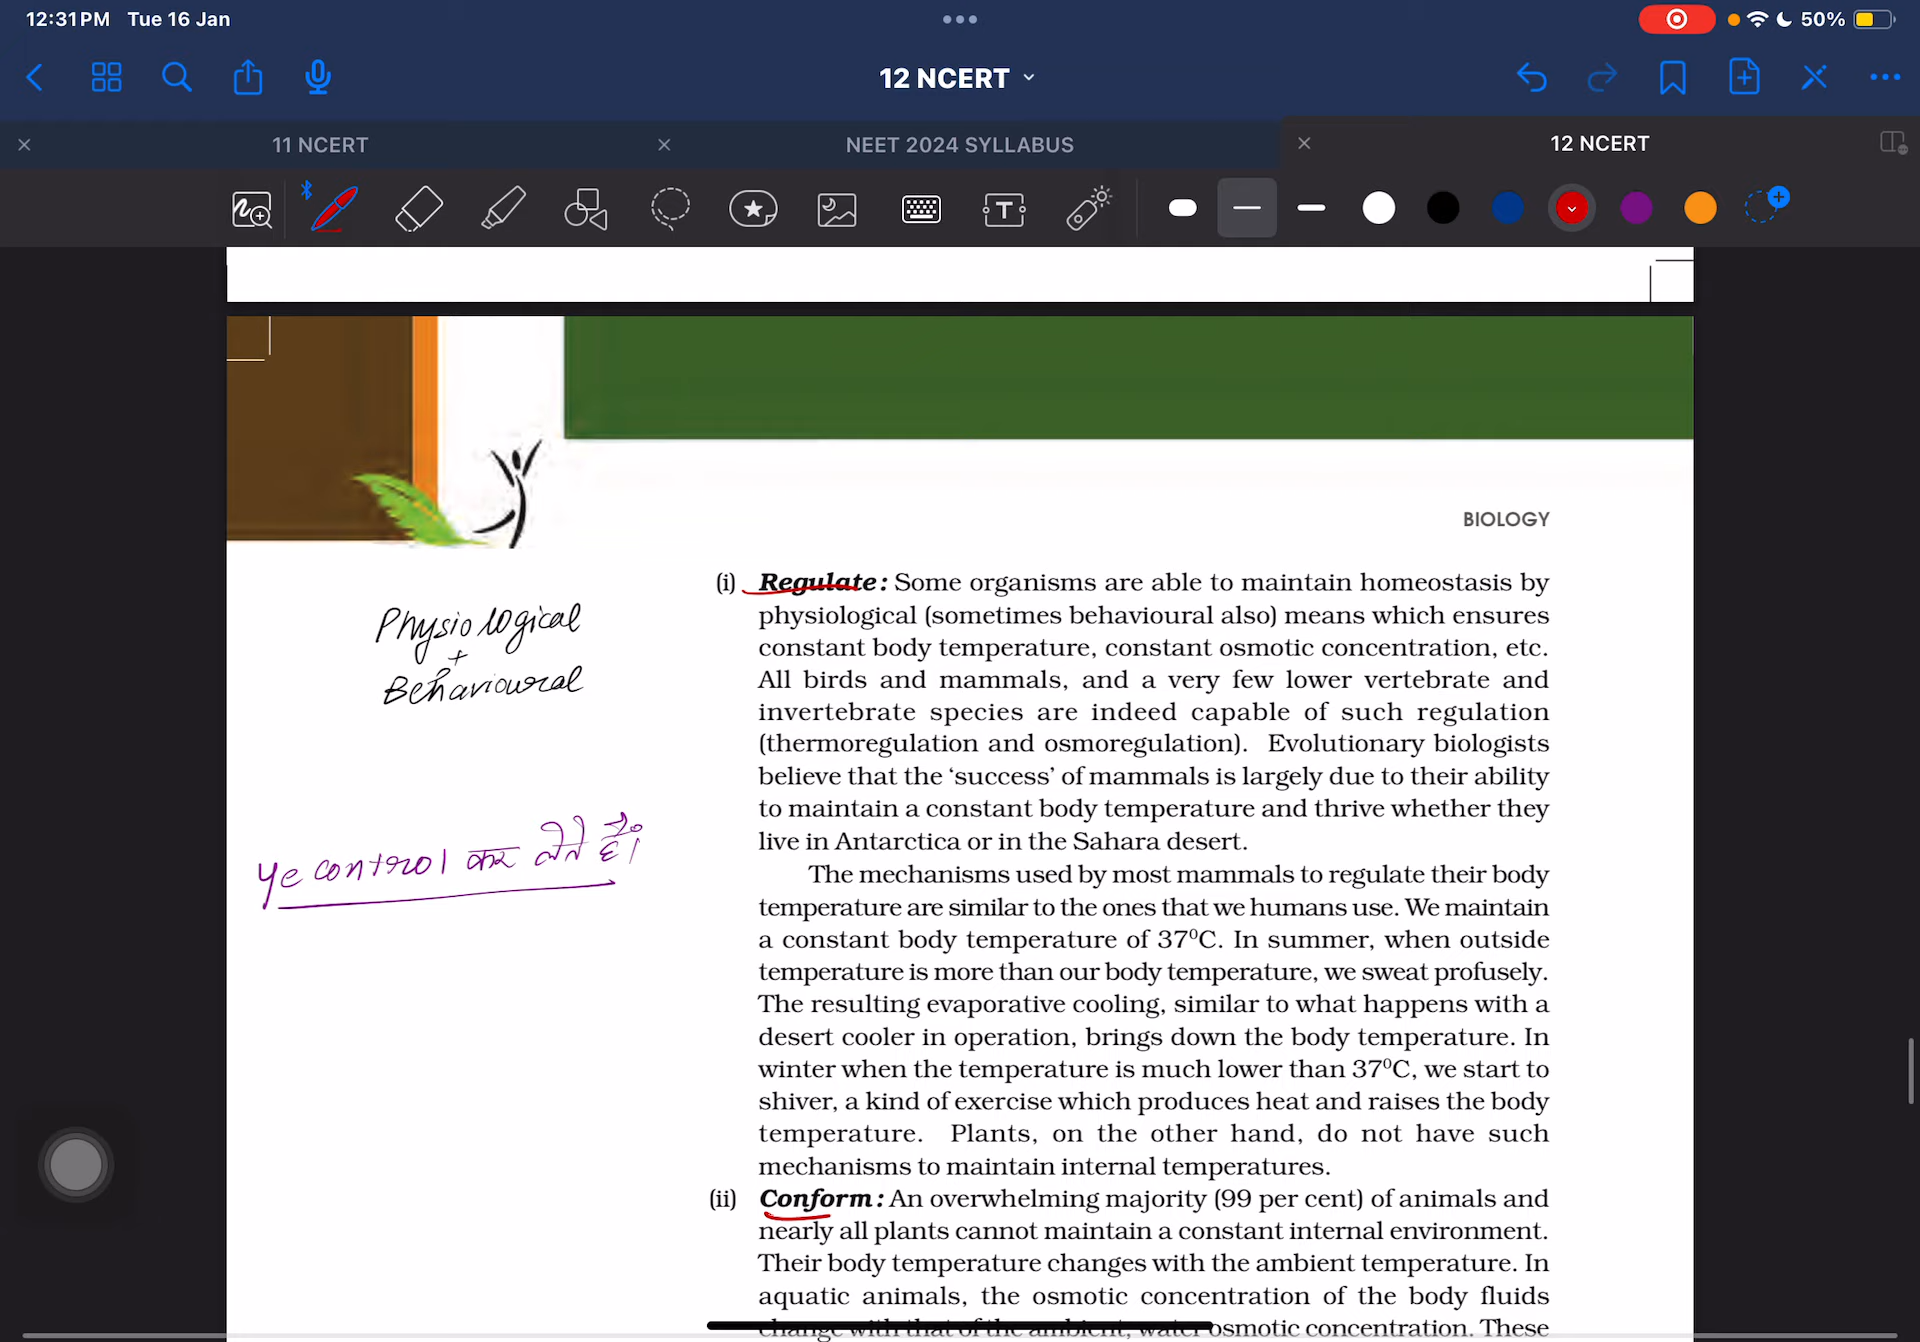 12:31PM Tue 16 Jan
50%
12 NCERT
11 NCERT
NEET 2024 SYLLABUS
12 NCERT
BIOLOGY
Physiological
+
Behavioural
Ye control कर लेते हैं।
(i) Regulate: Some organisms are able to maintain homeostasis by
physiological (sometimes behavioural also) means which ensures
constant body temperature, constant osmotic concentration, etc.
All birds and mammals, and a very few lower vertebrate and
invertebrate species are indeed capable of such regulation
(thermoregulation and osmoregulation). Evolutionary biologists
believe that the ‘success’ of mammals is largely due to their ability
to maintain a constant body temperature and thrive whether they
live in Antarctica or in the Sahara desert.
The mechanisms used by most mammals to regulate their body
temperature are similar to the ones that we humans use. We maintain
a constant body temperature of 37⁰C. In summer, when outside
temperature is more than our body temperature, we sweat profusely.
The resulting evaporative cooling, similar to what happens with a
desert cooler in operation, brings down the body temperature. In
winter when the temperature is much lower than 37⁰C, we start to
shiver, a kind of exercise which produces heat and raises the body
temperature. Plants, on the other hand, do not have such
mechanisms to maintain internal temperatures.
(ii) Conform: An overwhelming majority (99 per cent) of animals and
nearly all plants cannot maintain a constant internal environment.
Their body temperature changes with the ambient temperature. In
aquatic animals, the osmotic concentration of the body fluids
change with that of the ambient, water osmotic concentration. These